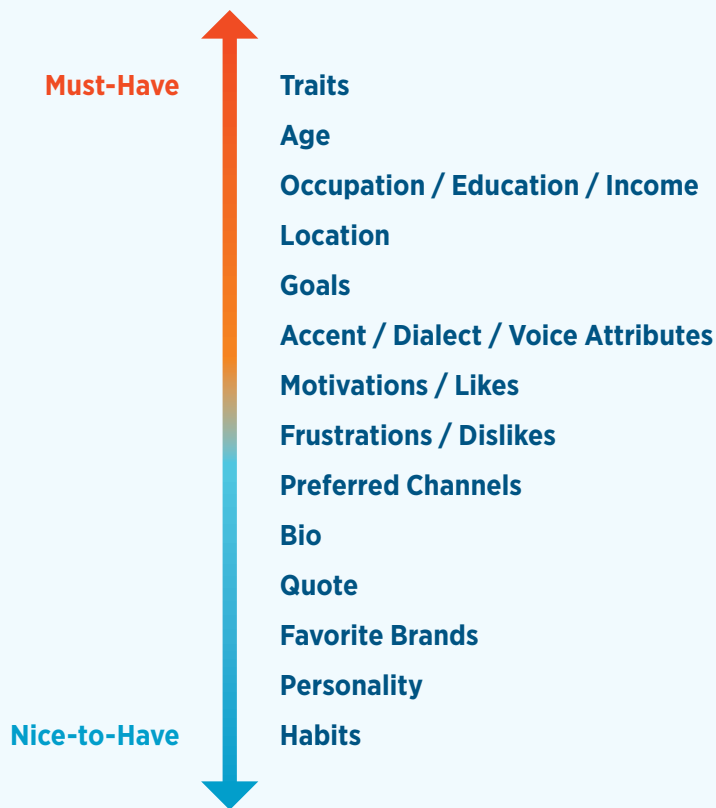 Must-Have
Traits
Age
Occupation / Education / Income
Location
Goals
Accent / Dialect / Voice Attributes
Motivations / Likes
Frustrations / Dislikes
Preferred Channels
Bio
Quote
Favorite Brands
Personality
Nice-to-Have
Habits